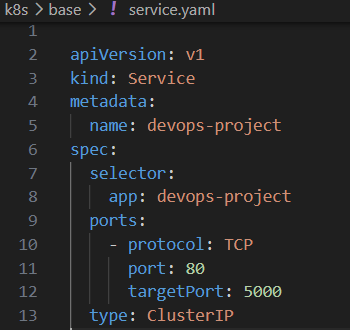 k8s > base > ! service.yaml
1
2 apiVersion: v1
3 kind: Service
4 metadata:
5   name: devops-project
6 spec:
7   selector:
8     app: devops-project
9   ports:
10     - protocol: TCP
11       port: 80
12       targetPort: 5000
13   type: ClusterIP